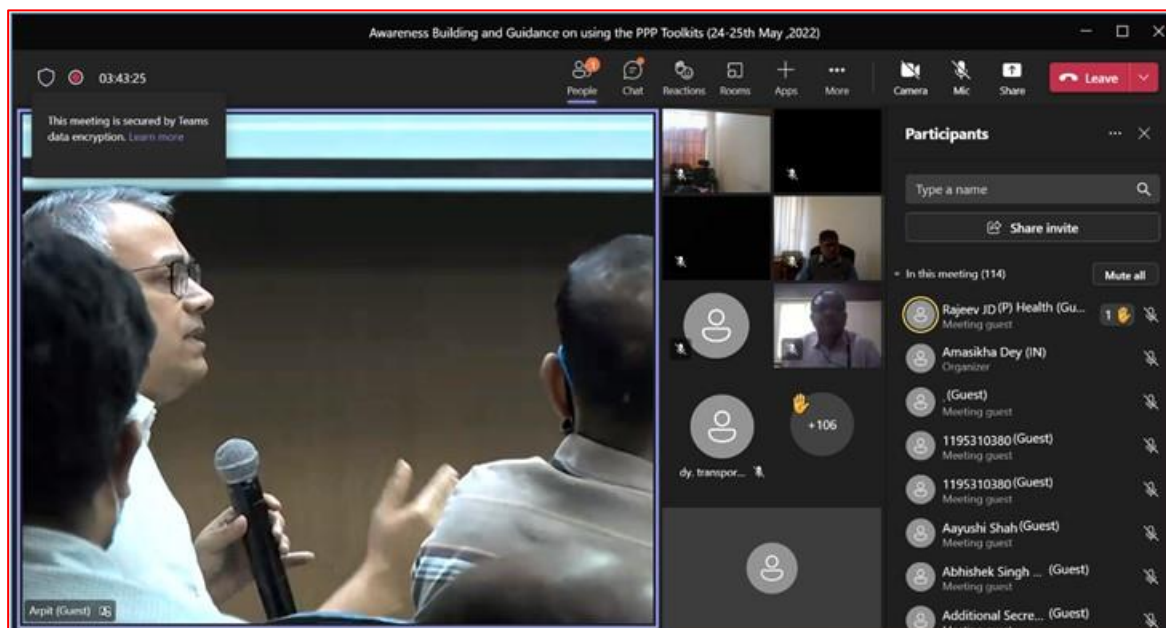 Awareness Building and Guidance on using the PPP Toolkits (24-25th May ,2022)
03:43:25
People
Chat
Reactions
Rooms
Apps
More
Camera
Mic
Share
Leave
This meeting is secured by Teams
data encryption. Learn more
Arpit (Guest)
dy. transpor...
+106
Participants
Type a name
Share invite
In this meeting (114)
Mute all
Rajeev JD (P) Health (Gu...
1
Meeting guest
Amasikha Dey (IN)
Organizer
. (Guest)
Meeting guest
1195310380 (Guest)
Meeting guest
1195310380 (Guest)
Meeting guest
Aayushi Shah (Guest)
Meeting guest
Abhishek Singh ... (Guest)
Meeting guest
Additional Secre... (Guest)
Meeting guest